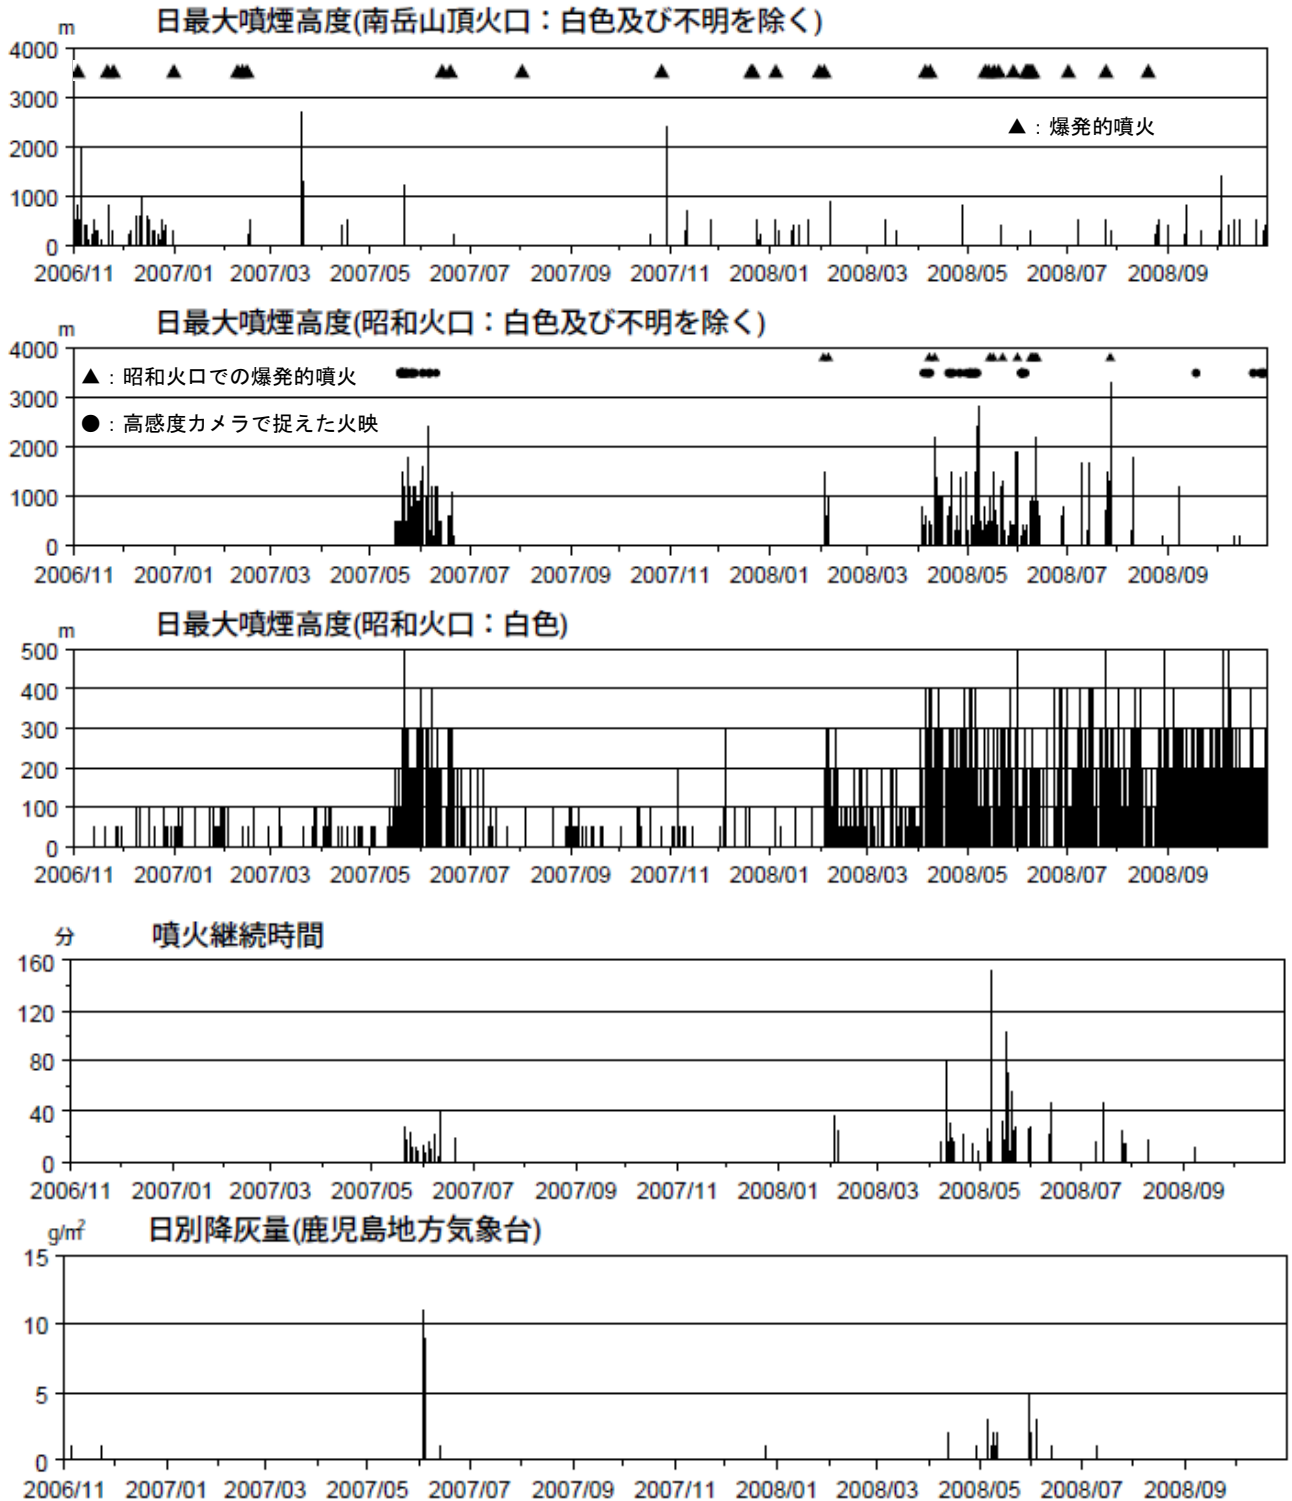 日最大噴煙高度(南岳山頂火口：白色及び不明を除く)
m
4000
3000
▲：爆発的噴火
2000
1000
0
2006/11 2007/01 2007/03 2007/05 2007/07 2007/09 2007/11 2008/01 2008/03 2008/05 2008/07 2008/09
日最大噴煙高度(昭和火口：白色及び不明を除く)
m
4000
▲：昭和火口での爆発的噴火
3000
●：高感度カメラで捉えた火映
2000
1000
0
2006/11 2007/01 2007/03 2007/05 2007/07 2007/09 2007/11 2008/01 2008/03 2008/05 2008/07 2008/09
日最大噴煙高度(昭和火口：白色)
m
500
400
300
200
100
0
2006/11 2007/01 2007/03 2007/05 2007/07 2007/09 2007/11 2008/01 2008/03 2008/05 2008/07 2008/09
分 噴火継続時間
160
120
80
40
0
2006/11 2007/01 2007/03 2007/05 2007/07 2007/09 2007/11 2008/01 2008/03 2008/05 2008/07 2008/09
g/㎡ 日別降灰量(鹿児島地方気象台)
15
10
5
0
2006/11 2007/01 2007/03 2007/05 2007/07 2007/09 2007/11 2008/01 2008/03 2008/05 2008/07 2008/09